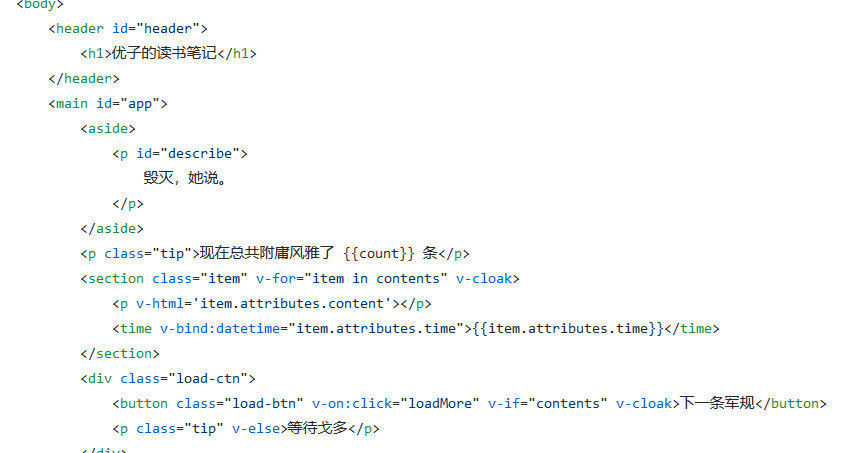 <body>
<header id="header">
<h1>优子的读书笔记</h1>
</header>
<main id="app">
<aside>
<p id="describe">
毁灭，她说。
</p>
</aside>
<p class="tip">现在总共附庸风雅了 {{count}} 条</p>
<section class="item" v-for="item in contents" v-cloak>
<p v-html='item.attributes.content'></p>
<time v-bind:datetime="item.attributes.time">{{item.attributes.time}}</time>
</section>
<div class="load-ctn">
<button class="load-btn" v-on:click="loadMore" v-if="contents" v-cloak>下一条军规</button>
<p class="tip" v-else>等待戈多</p>
</div>